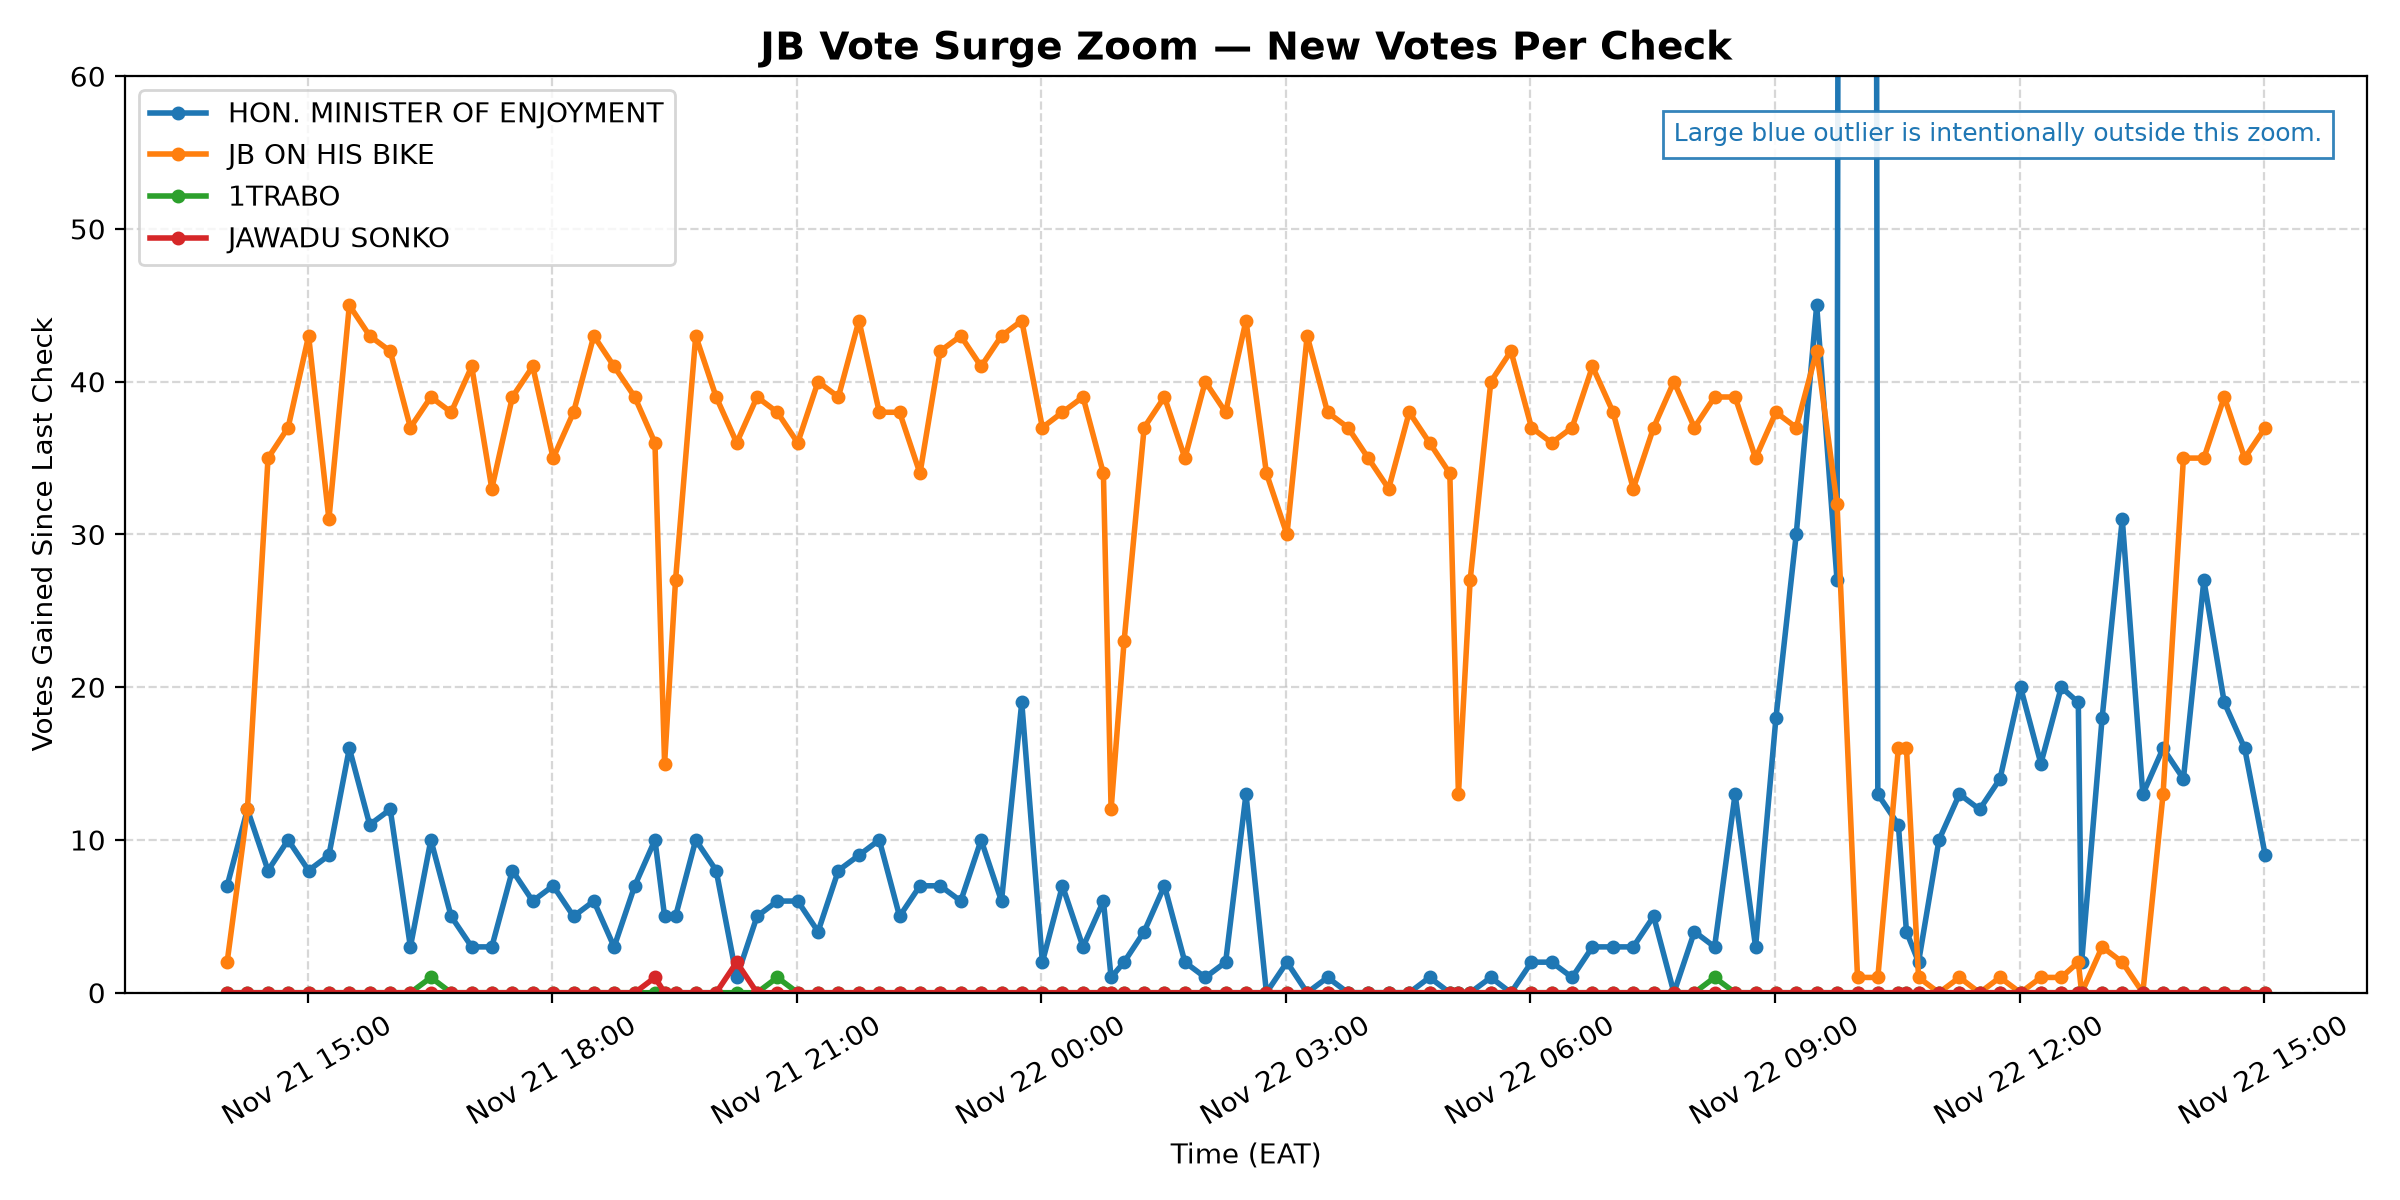 JB Vote Surge Zoom — New Votes Per Check
60
50
40
30
20
10
0
Votes Gained Since Last Check
HON. MINISTER OF ENJOYMENT
JB ON HIS BIKE
1TRABO
JAWADU SONKO
Large blue outlier is intentionally outside this zoom.
Nov 21 15:00
Nov 21 18:00
Nov 21 21:00
Nov 22 00:00
Nov 22 03:00
Nov 22 06:00
Nov 22 09:00
Nov 22 12:00
Nov 22 15:00
Time (EAT)